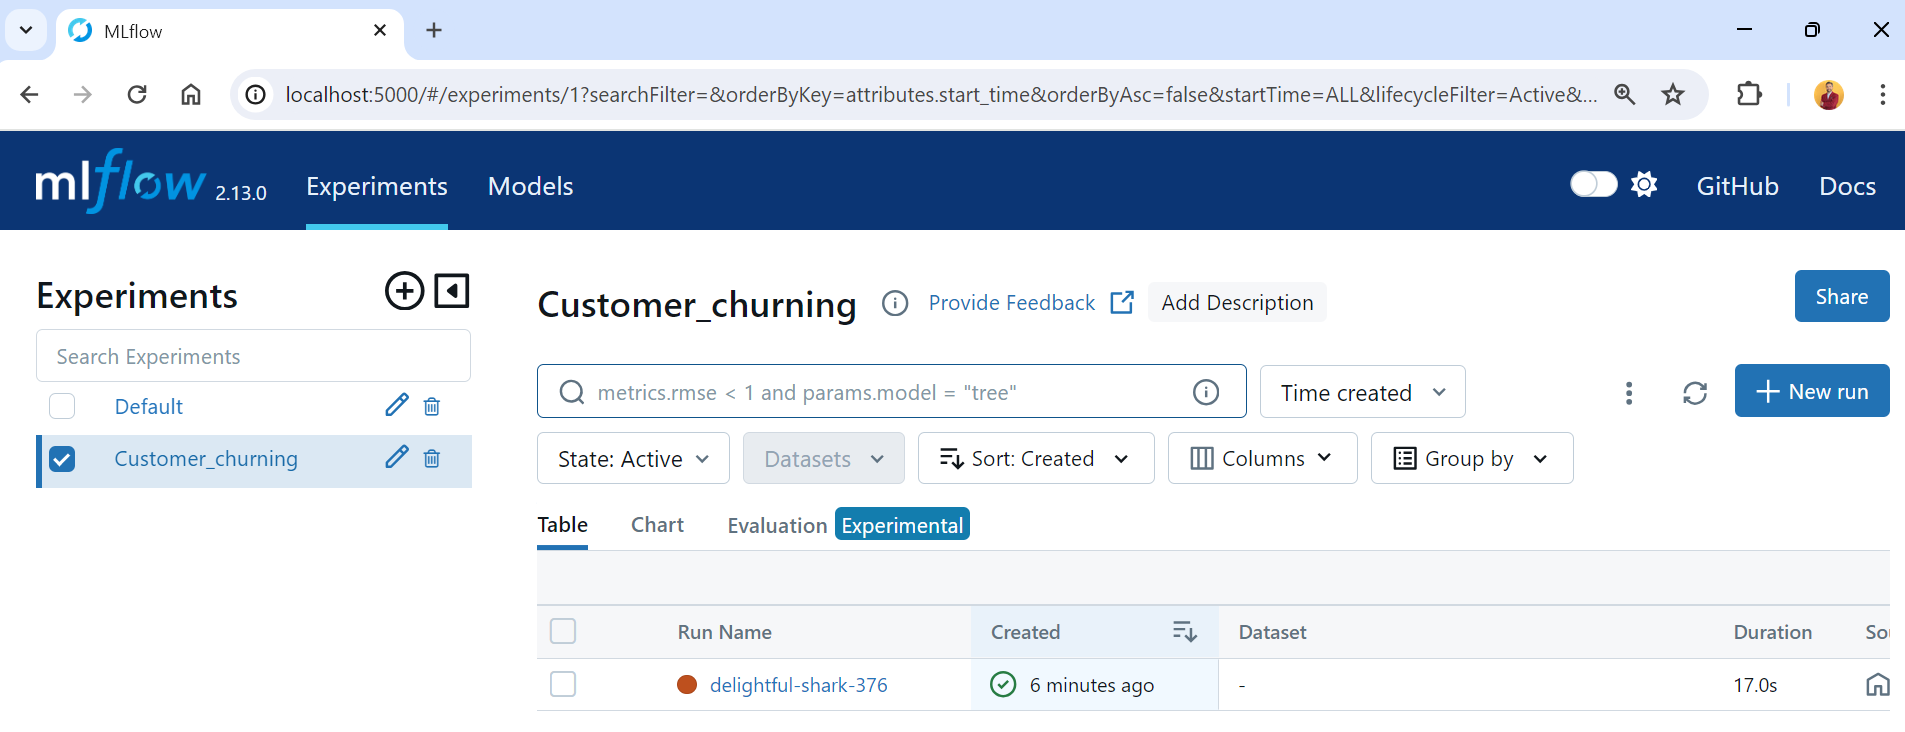 MLflow
localhost:5000/#/experiments/1?searchFilter=&orderByKey=attributes.start_time&orderByAsc=false&startTime=ALL&lifecycleFilter=Active&...
mlflow 2.13.0 Experiments Models GitHub Docs
Experiments
Search Experiments
Default
Customer_churning
Customer_churning Provide Feedback Add Description Share
metrics.rmse < 1 and params.model = "tree" Time created New run
State: Active Datasets Sort: Created Columns Group by
Table Chart Evaluation Experimental
Run Name Created Dataset Duration Sou
delightful-shark-376 6 minutes ago - 17.0s